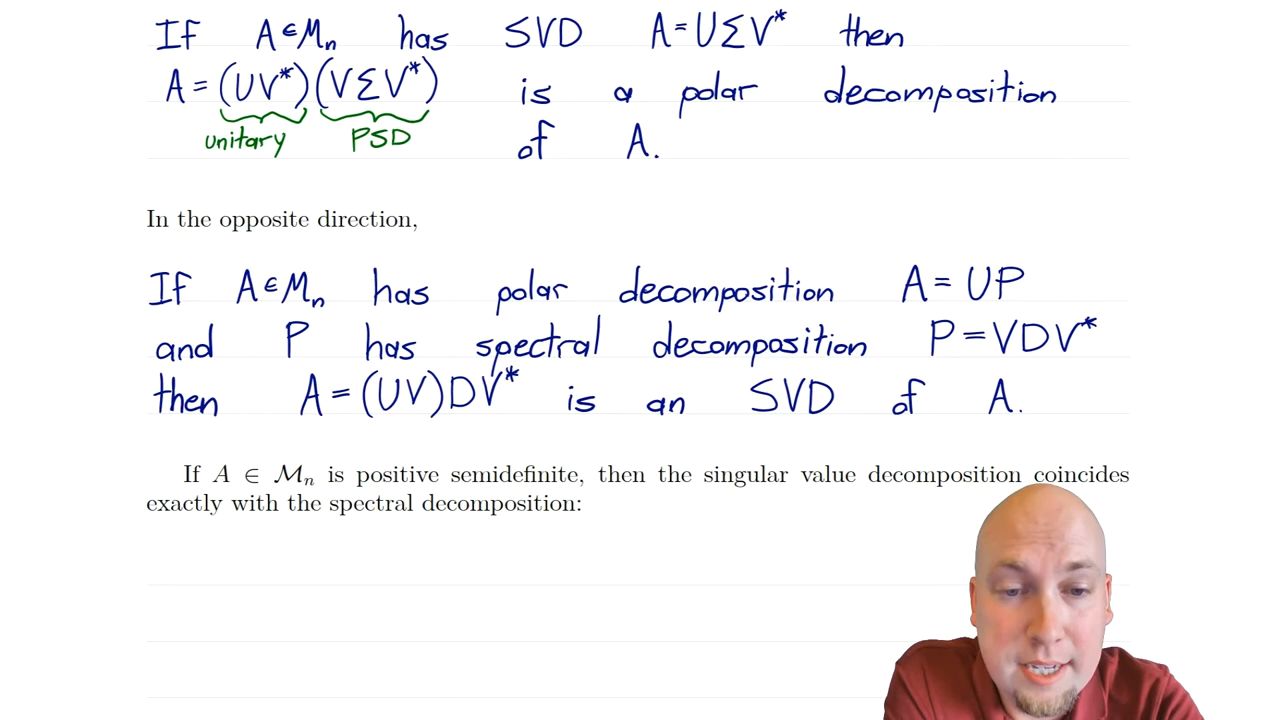 If A∈Mₙ has SVD A=UΣV* then
A=(UV*)(VΣV*) is a polar decomposition
unitary PSD of A.
In the opposite direction,
If A∈Mₙ has polar decomposition A= UP
and P has spectral decomposition P=VDV*
then A=(UV)DV* is an SVD of A.
If A ∈ ℳₙ is positive semidefinite, then the singular value decomposition coincides
exactly with the spectral decomposition: